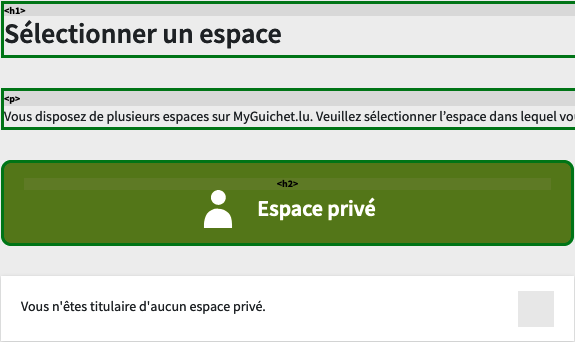 <h1>
Sélectionner un espace
<p>
Vous disposez de plusieurs espaces sur MyGuichet.lu. Veuillez sélectionner l’espace dans lequel
<h2>
Espace privé
Vous n'êtes titulaire d'aucun espace privé.